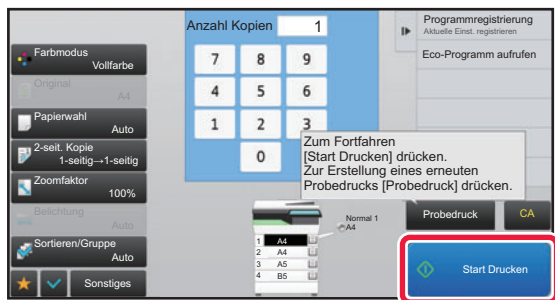 Anzahl Kopien 1
Programmregistrierung
Aktuelle Einst. registrieren
Eco-Programm aufrufen
Farbmodus
Vollfarbe
Original
A4
Papierwahl
Auto
2-seit. Kopie
1-seitig→1-seitig
Zoomfaktor
100%
Belichtung
Auto
Sortieren/Gruppe
Auto
Sonstiges
7 8 9
4 5 6
1 2 3
0
Zum Fortfahren
[Start Drucken] drücken.
Zur Erstellung eines erneuten
Probedrucks [Probedruck] drücken.
Normal 1
A4
1 A4
2 A4
3 A5
4 B5
Probedruck
CA
Start Drucken